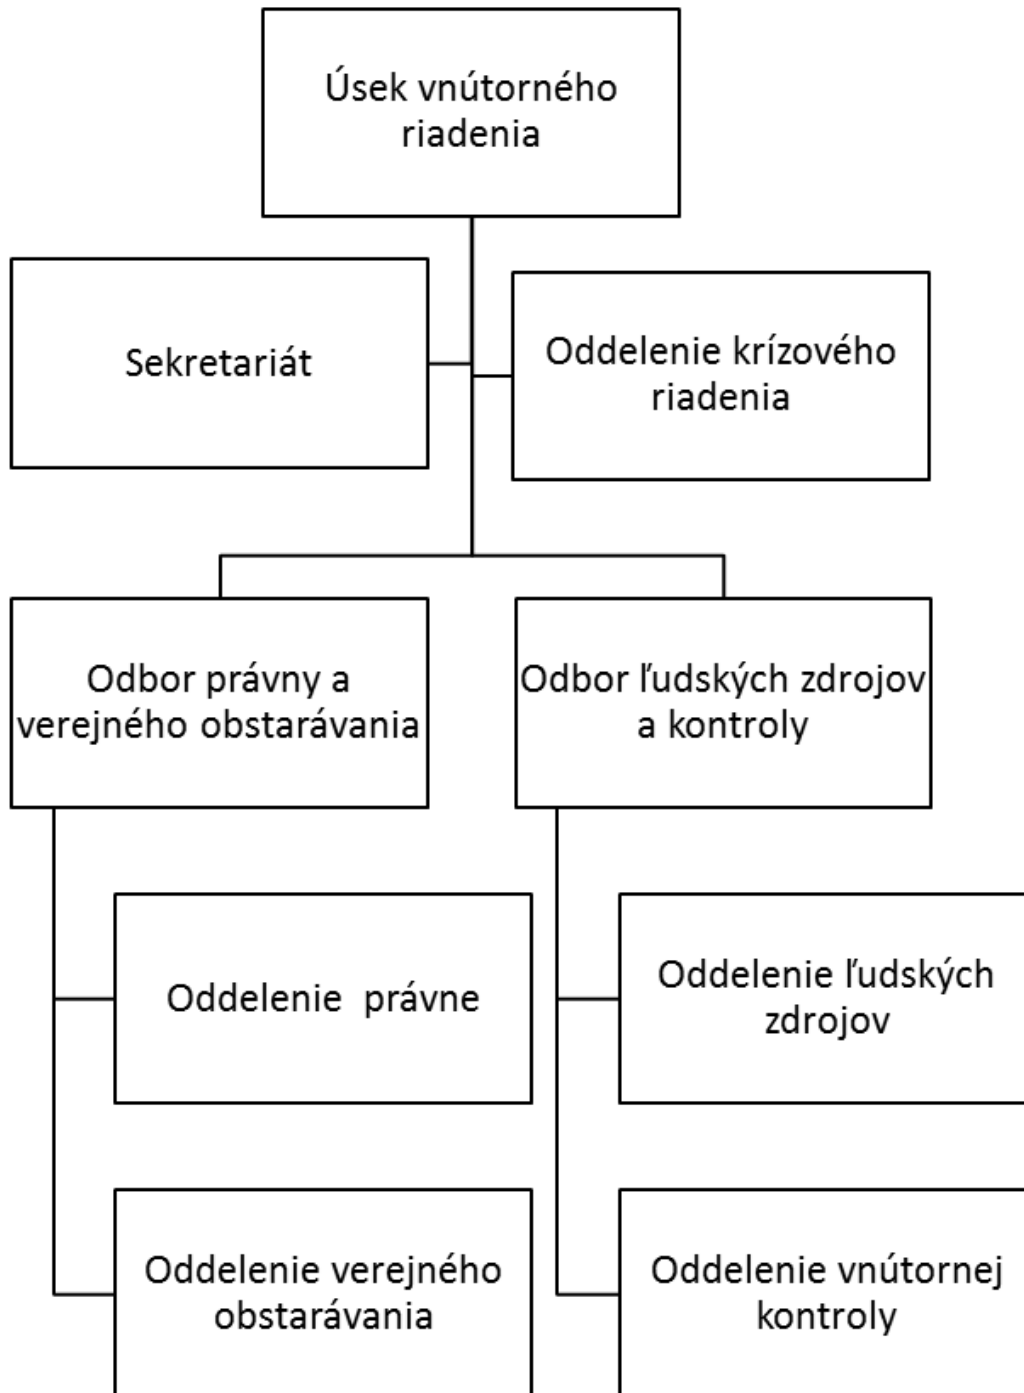 Úsek vnútorného
riadenia
Sekretariát
Oddelenie krízového
riadenia
Odbor právny a
verejného obstarávania
Odbor ľudských zdrojov
a kontroly
Oddelenie  právne
Oddelenie ľudských
zdrojov
Oddelenie verejného
obstarávania
Oddelenie vnútornej
kontroly